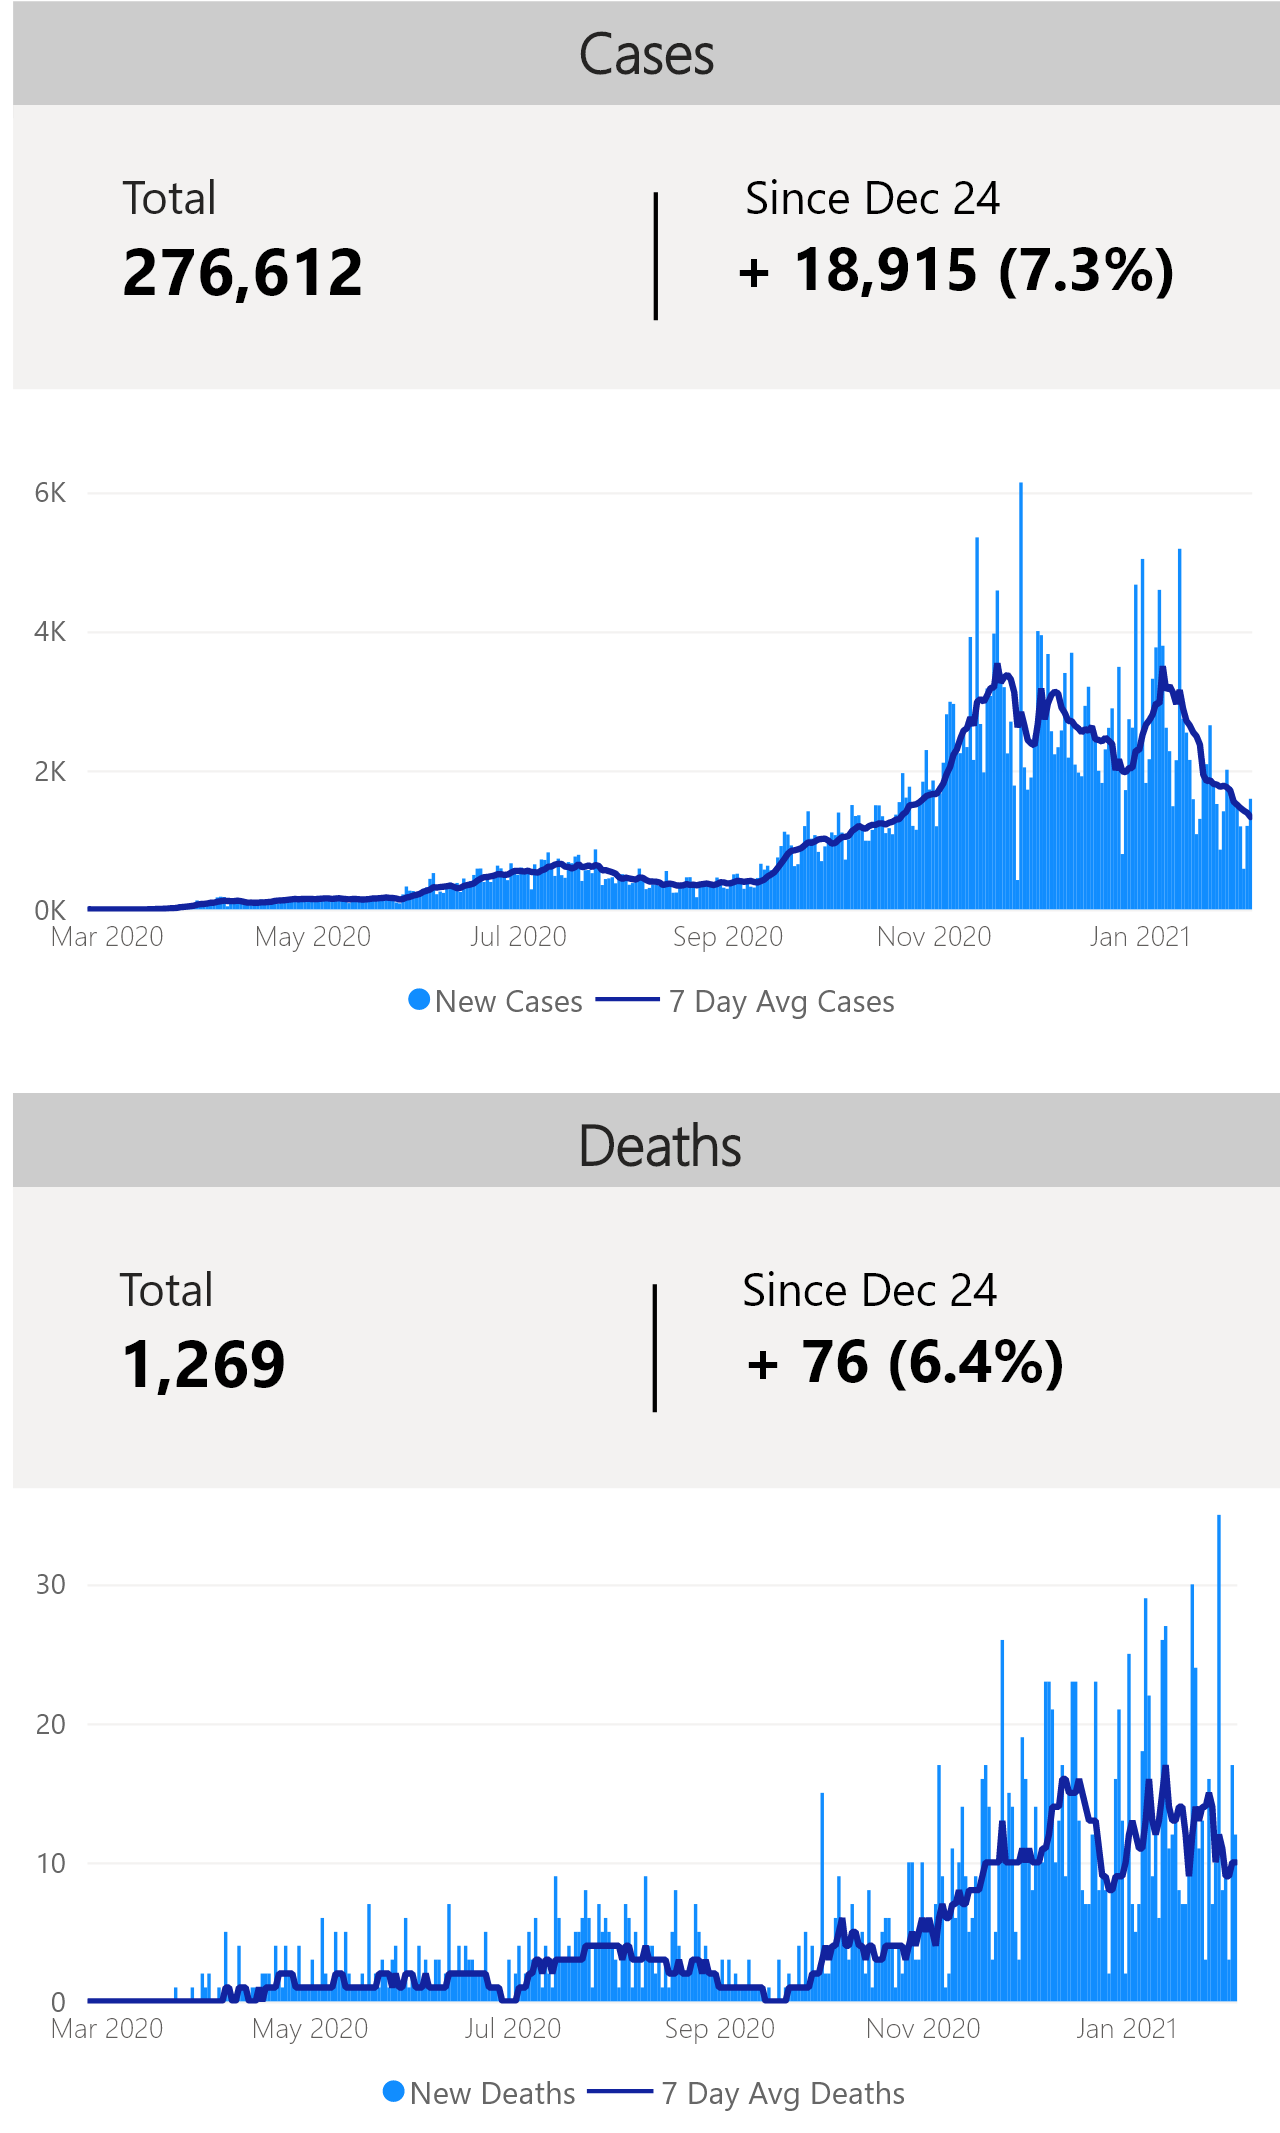 Cases
Total
Since Dec 24
276,612
+ 18,915 (7.3%)
6K
4K
2K
0K
Mar 2020 May 2020 Jul 2020 Sep 2020 Nov 2020 Jan 2021
New Cases 7 Day Avg Cases
Deaths
Total
Since Dec 24
1,269
+ 76 (6.4%)
30
20
10
0
Mar 2020 May 2020 Jul 2020 Sep 2020 Nov 2020 Jan 2021
New Deaths 7 Day Avg Deaths